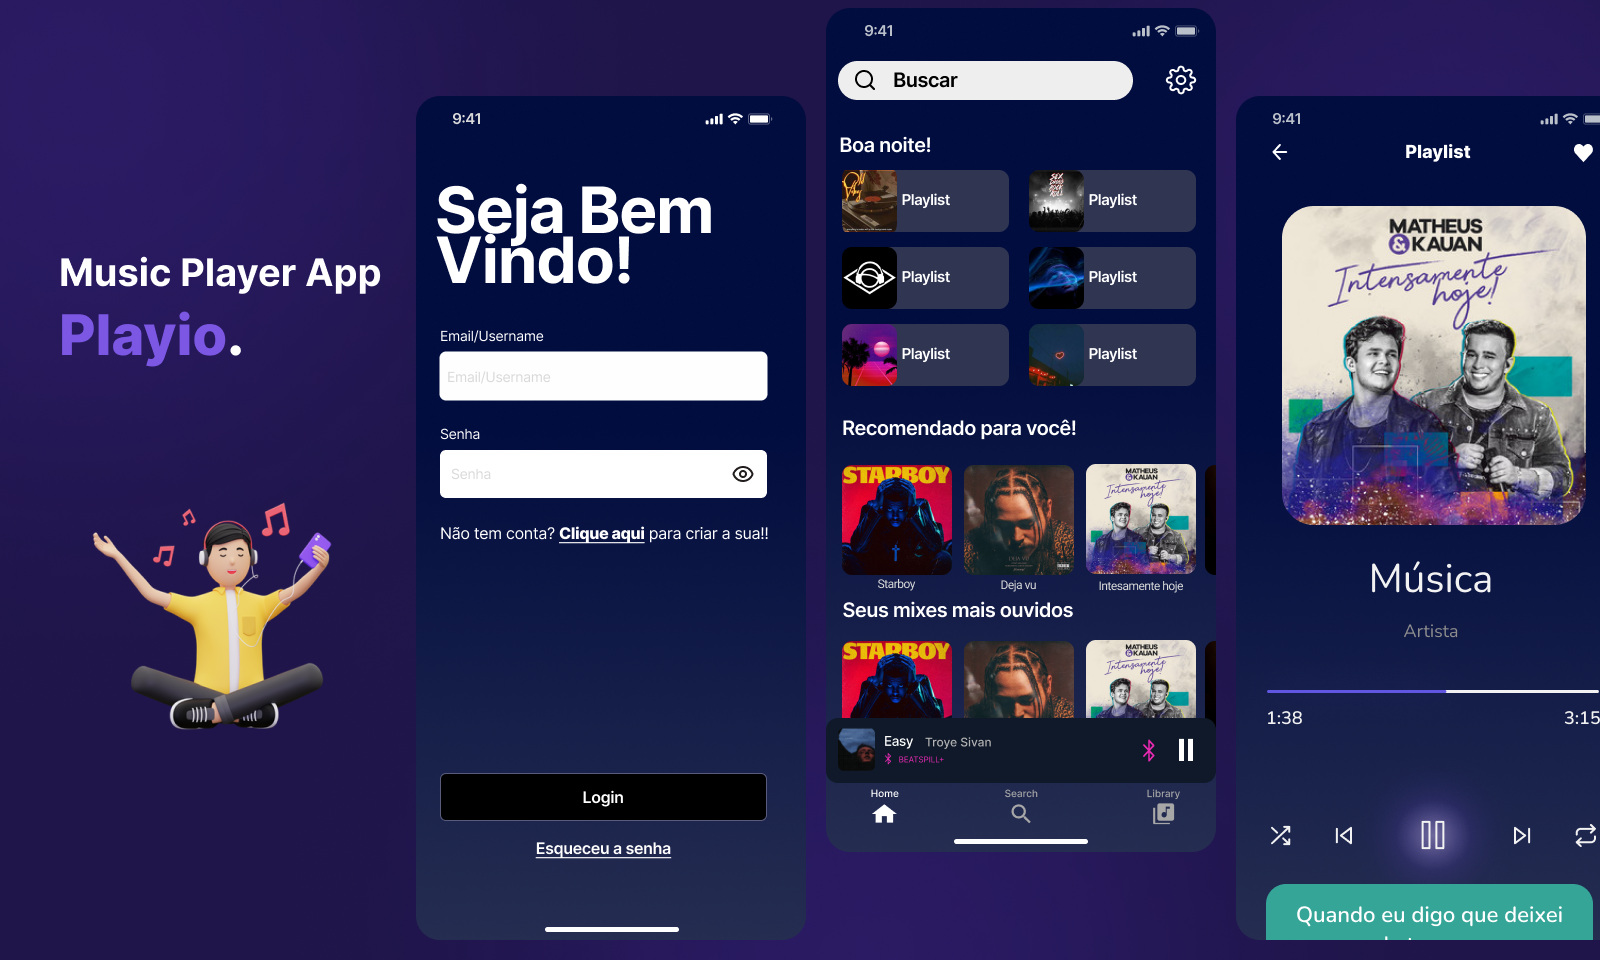 Music Player App
Playio.
9:41
Seja Bem
Vindo!
Email/Username
Email/Username
Senha
Senha
Não tem conta? Clique aqui para criar a sua!!
Login
Esqueceu a senha
9:41
Buscar
Boa noite!
Playlist
Playlist
Playlist
Playlist
Playlist
Playlist
Recomendado para você!
STARBOY
DEJA VU
MATHEUS
& KAUAN
Intensamente
hoje!
Starboy
Deja vu
Intesamente hoje
Seus mixes mais ouvidos
STARBOY
MATHEUS
& KAUAN
Intensamente
hoje!
Easy Troye Sivan
BEATSPILL+
Home
Search
Library
9:41
Playlist
MATHEUS
& KAUAN
Intensamente
hoje!
Música
Artista
1:38
3:15
Quando eu digo que deixei